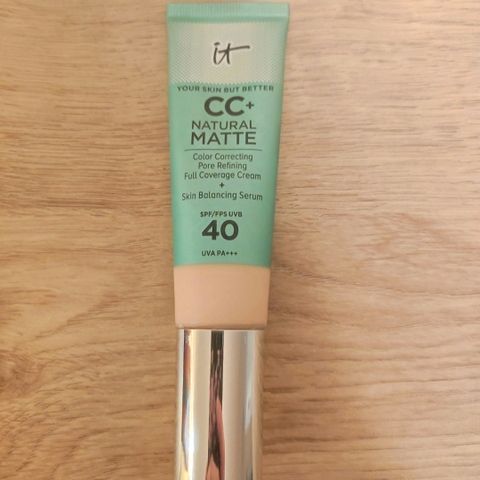 it
YOUR SKIN BUT BETTER
CC+
NATURAL
MATTE
Color Correcting
Pore Refining
Full Coverage Cream
+
Skin Balancing Serum
SPF/FPS UVB
40
UVA PA+++